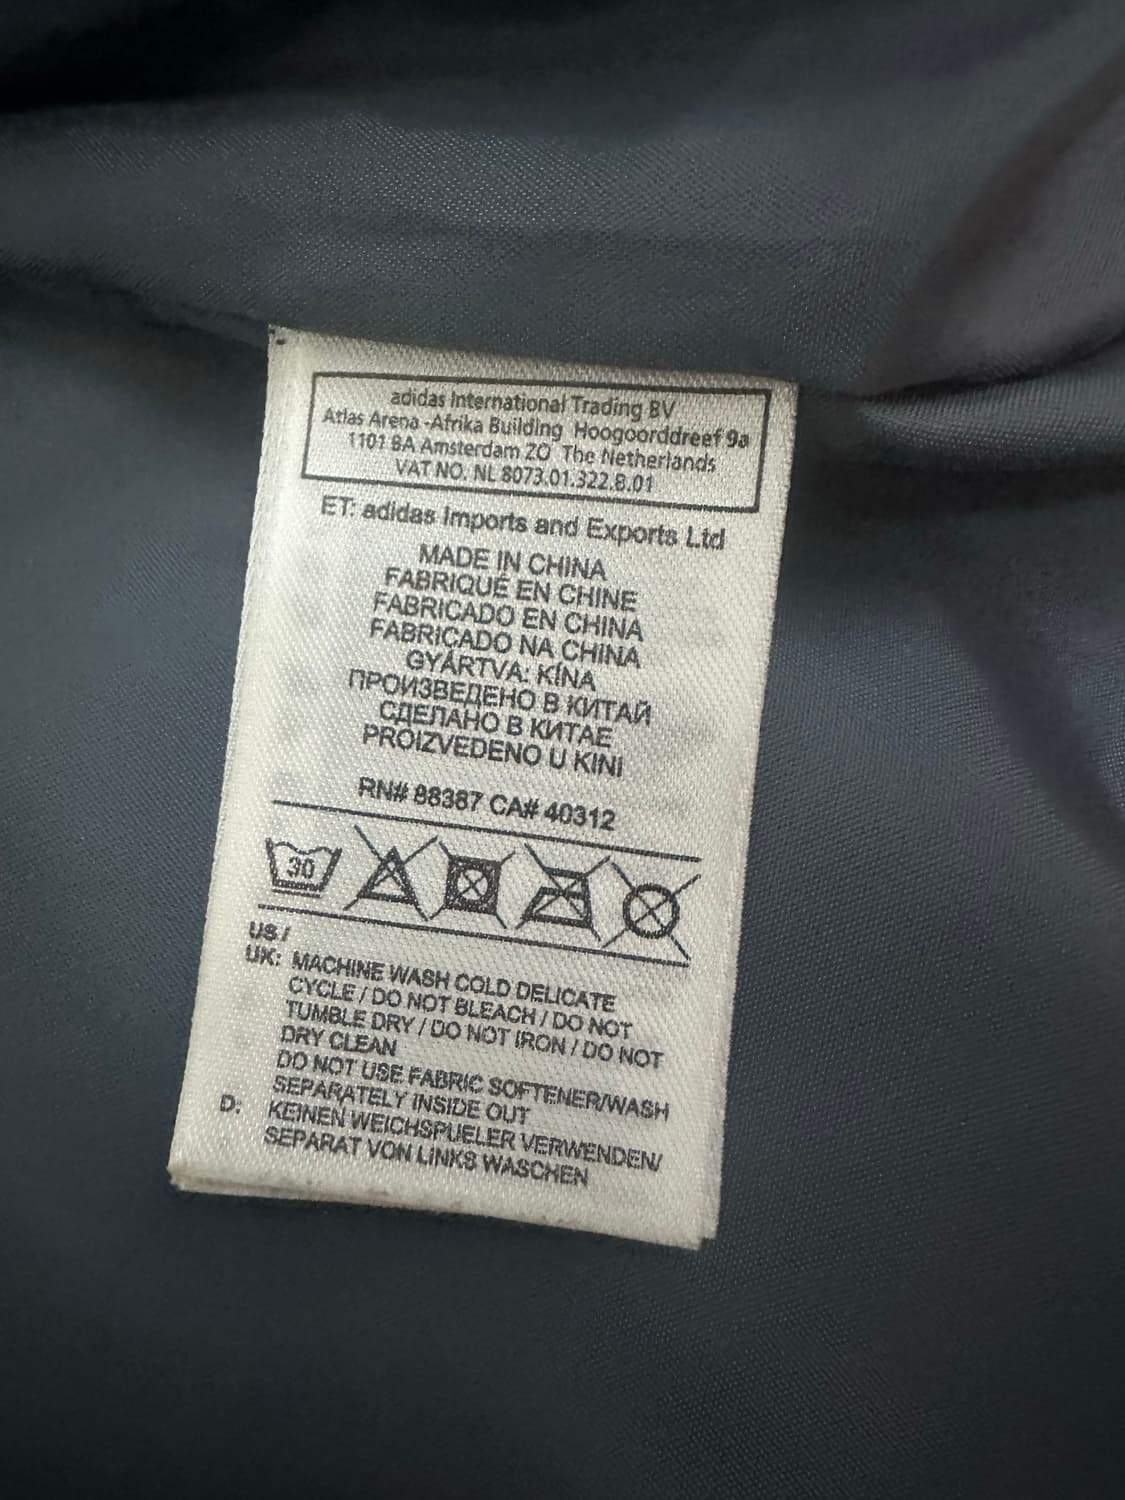 adidas International Trading BV
Atlas Arena -Afrika Building Hoogoorddreef 9a
1101 BA Amsterdam ZO The Netherlands
VAT NO. NL 8073.01.322.B.01
ET: adidas Imports and Exports Ltd
MADE IN CHINA
FABRIQUÉ EN CHINE
FABRICADO EN CHINA
FABRICADO NA CHINA
GYÁRTVA: KÍNA
ПРОИЗВЕДЕНО В КИТАЙ
СДЕЛАНО В КИТАЕ
PROIZVEDENO U KINI
RN# 88387 CA# 40312
30
US /
UK: MACHINE WASH COLD DELICATE
CYCLE / DO NOT BLEACH / DO NOT
TUMBLE DRY / DO NOT IRON / DO NOT
DRY CLEAN
DO NOT USE FABRIC SOFTENER/WASH
SEPARATELY INSIDE OUT
D: KEINEN WEICHSPUELER VERWENDEN/
SEPARAT VON LINKS WASCHEN